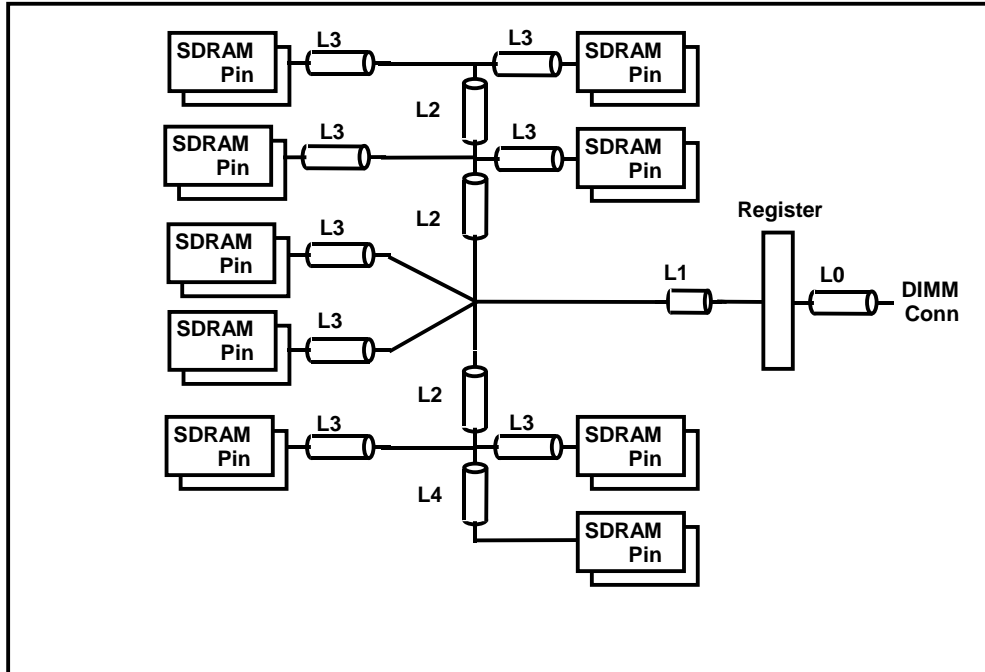 L3
L3
SDRAM
Pin
SDRAM
Pin
L2
L3
L3
SDRAM
Pin
SDRAM
Pin
L2
Register
L3
SDRAM
Pin
L1
L0
DIMM
Conn
L3
SDRAM
Pin
L2
L3
L3
SDRAM
Pin
SDRAM
Pin
L4
SDRAM
Pin